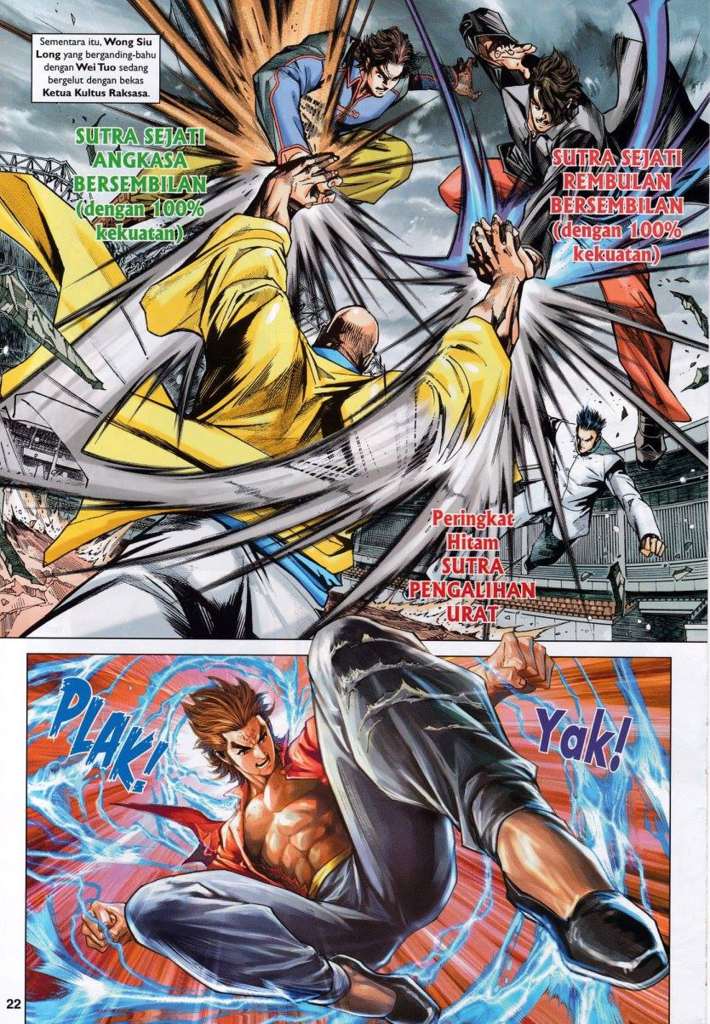 Sementara itu, Wong Siu
Long yang berganding-bahu
dengan Wei Tuo sedang
bergelut dengan bekas
Ketua Kultus Raksasa.
SUTRA SEJATI
ANGKASA
BERSEMBILAN
(dengan 100%
kekuatan)
SUTRA SEJATI
REMBULAN
BERSEMBILAN
(dengan 100%
kekuatan)
Peringkat
Hitam
SUTRA
PENGALIHAN
URAT
PLAK!
Yak!
22